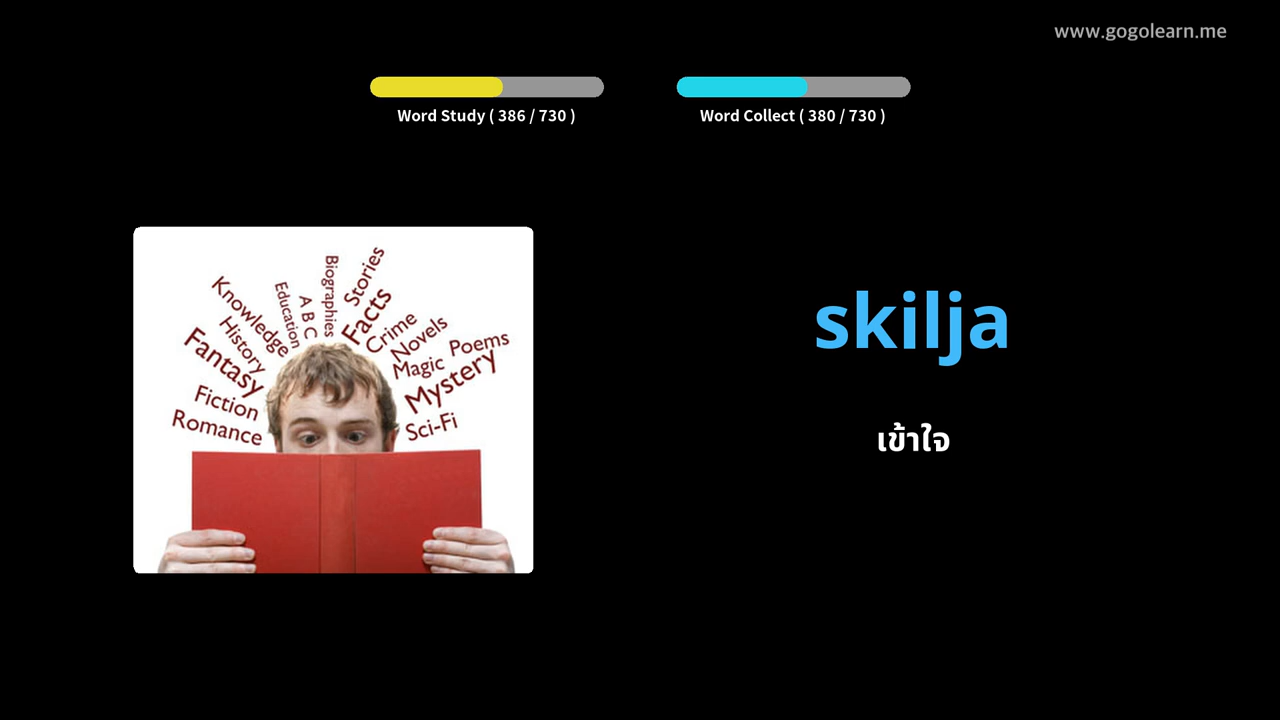 www.gogolearn.me
Word Study ( 386 / 730 )
Word Collect ( 380 / 730 )
Knowledge
Education
A B C
Biographies
Stories
Facts
Crime
Novels
Poems
History
Fantasy
Magic
Mystery
Fiction
Romance
Sci-Fi
skilja
เข้าใจ